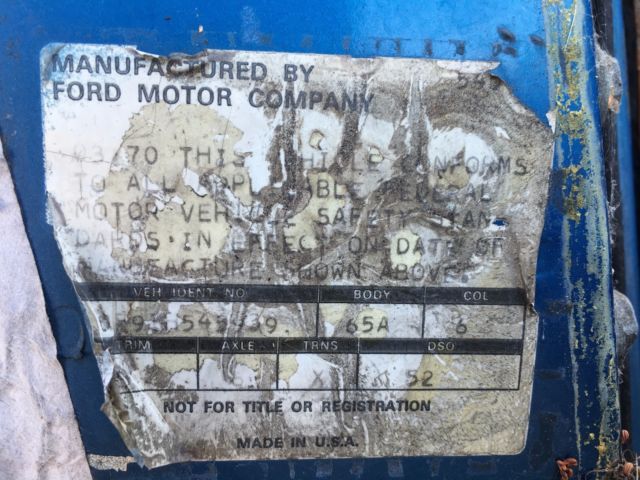 MANUFACTURED BY
FORD MOTOR COMPANY
03/70 THIS VEHICLE CONFORMS
TO ALL APPLICABLE FEDERAL
MOTOR VEHICLE SAFETY STAN-
DARDS IN EFFECT ON DATE OF
MANUFACTURE SHOWN ABOVE.
VEH IDENT NO BODY COL
65A 6
TRIM AXLE TRNS DSO
X 52
NOT FOR TITLE OR REGISTRATION
MADE IN U.S.A.